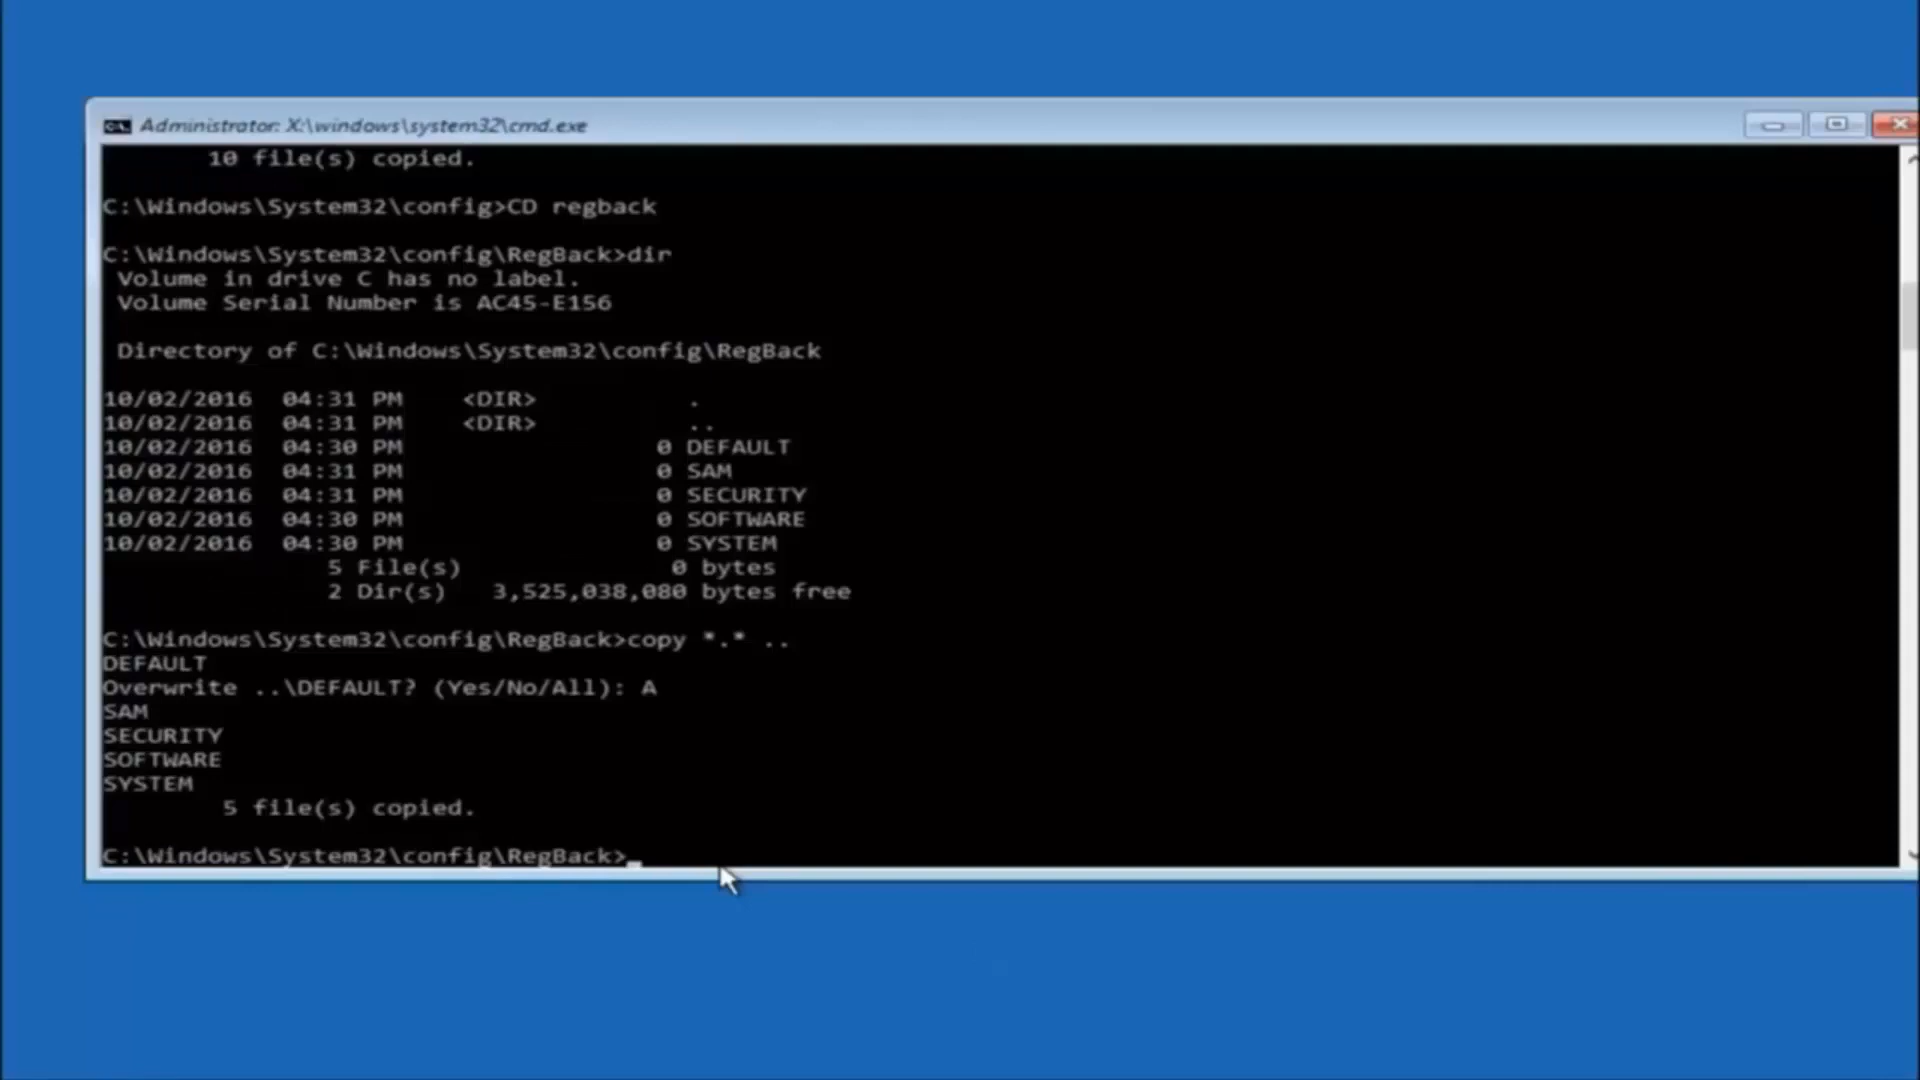 Administrator: X:\windows\system32\cmd.exe
10 file(s) copied.
C:\Windows\System32\config>CD regback
C:\Windows\System32\config\RegBack>dir
Volume in drive C has no label.
Volume Serial Number is AC45-E156
Directory of C:\Windows\System32\config\RegBack
10/02/2016 04:31 PM <DIR> .
10/02/2016 04:31 PM <DIR> ..
10/02/2016 04:30 PM 0 DEFAULT
10/02/2016 04:31 PM 0 SAM
10/02/2016 04:31 PM 0 SECURITY
10/02/2016 04:30 PM 0 SOFTWARE
10/02/2016 04:30 PM 0 SYSTEM
5 File(s) 0 bytes
2 Dir(s) 3,525,038,080 bytes free
C:\Windows\System32\config\RegBack>copy *.* ..
DEFAULT
Overwrite ..\DEFAULT? (Yes/No/All): A
SAM
SECURITY
SOFTWARE
SYSTEM
5 file(s) copied.
C:\Windows\System32\config\RegBack>_